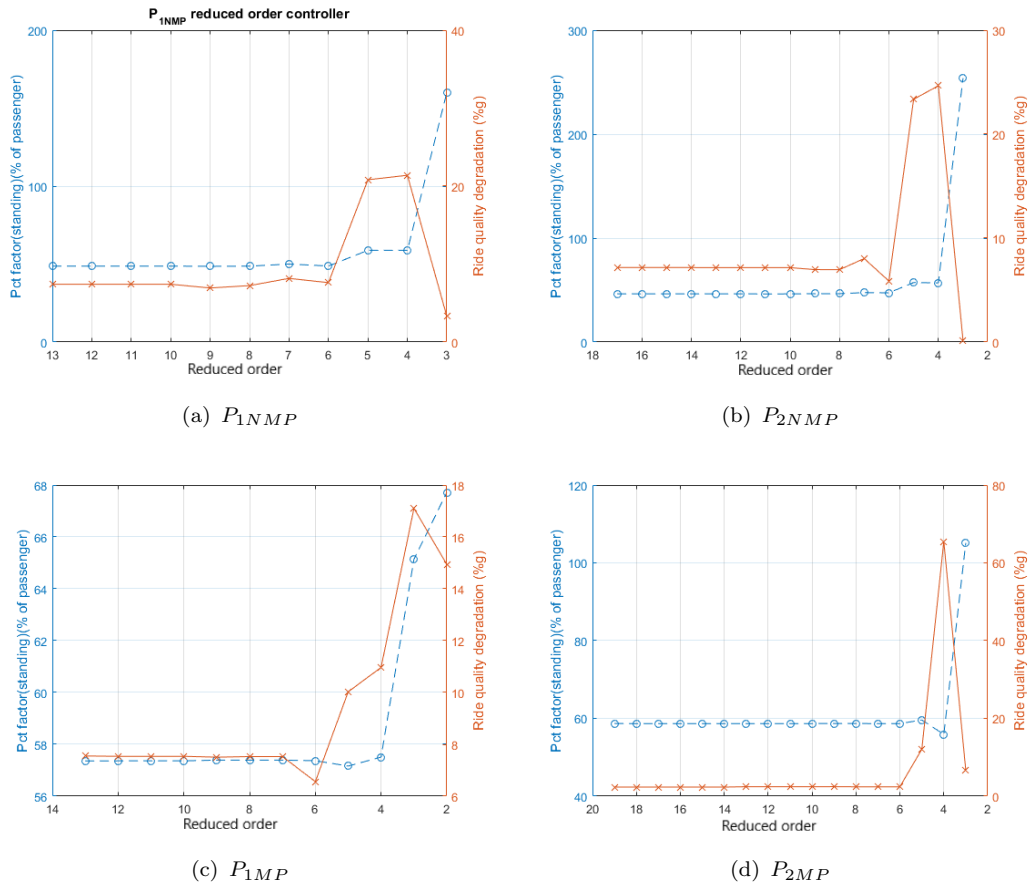 P1NMP reduced order controller
200
100
0
40
20
0
13 12 11 10 9 8 7 6 5 4 3
Pct factor(standing)(% of passenger)
Ride quality degradation (%g)
Reduced order
(a) P1NMP
300
200
100
0
30
20
10
0
18 16 14 12 10 8 6 4 2
Pct factor(standing)(% of passenger)
Ride quality degradation (%g)
Reduced order
(b) P2NMP
68
66
64
62
60
58
56
18
16
14
12
10
8
6
14 12 10 8 6 4 2
Pct factor(standing)(% of passenger)
Ride quality degradation (%g)
Reduced order
(c) P1MP
120
100
80
60
40
80
60
40
20
0
20 18 16 14 12 10 8 6 4 2
Pct factor(standing)(% of passenger)
Ride quality degradation (%g)
Reduced order
(d) P2MP